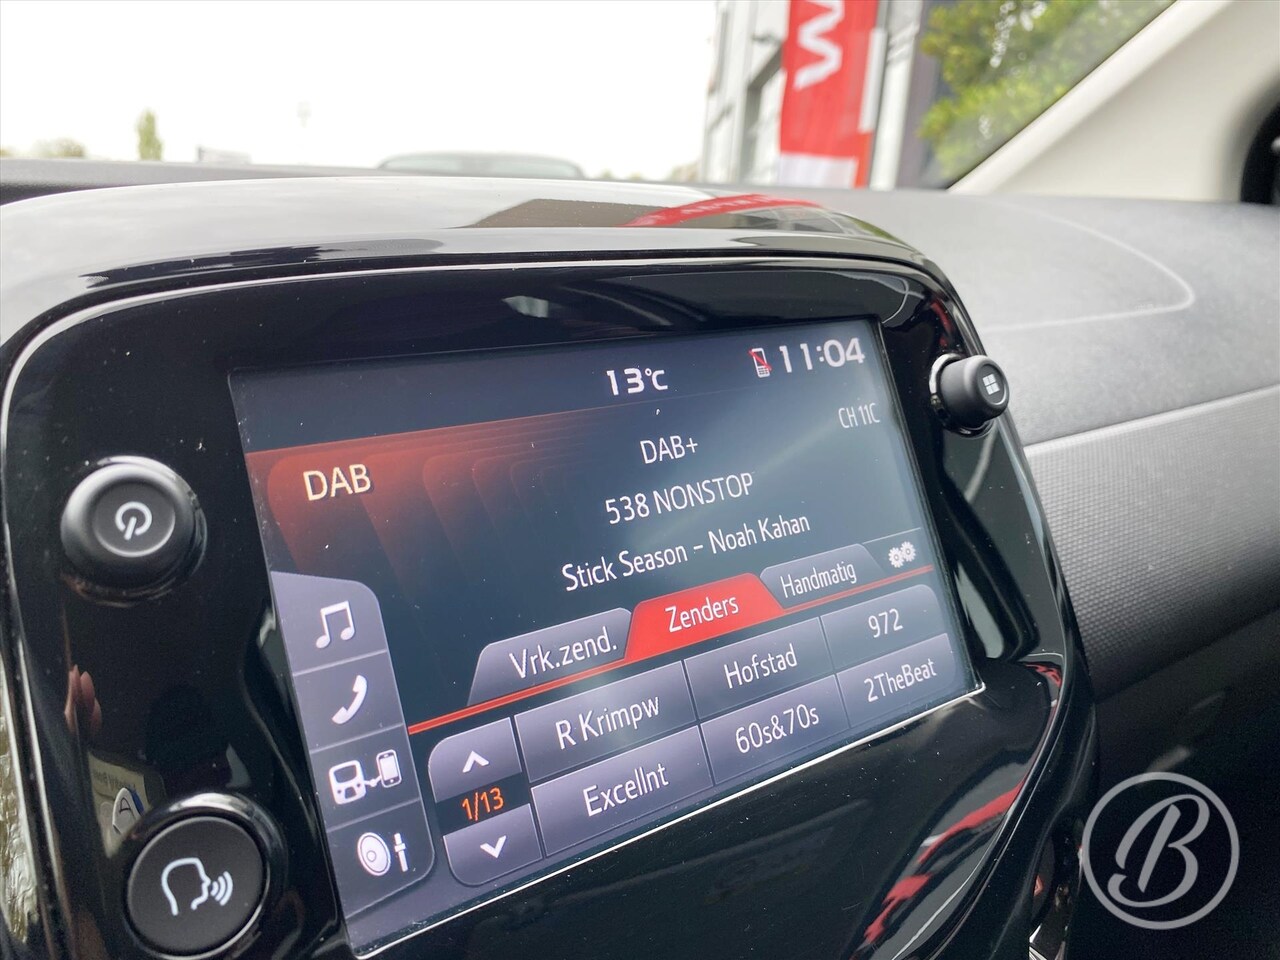 W
13°C
11:04
CH 11C
DAB
DAB+
538 NONSTOP
Stick Season - Noah Kahan
Vrk.zend.
Zenders
Handmatig
R Krimpw
Hofstad
972
1/13
Excellnt
60s&70s
2TheBeat
B